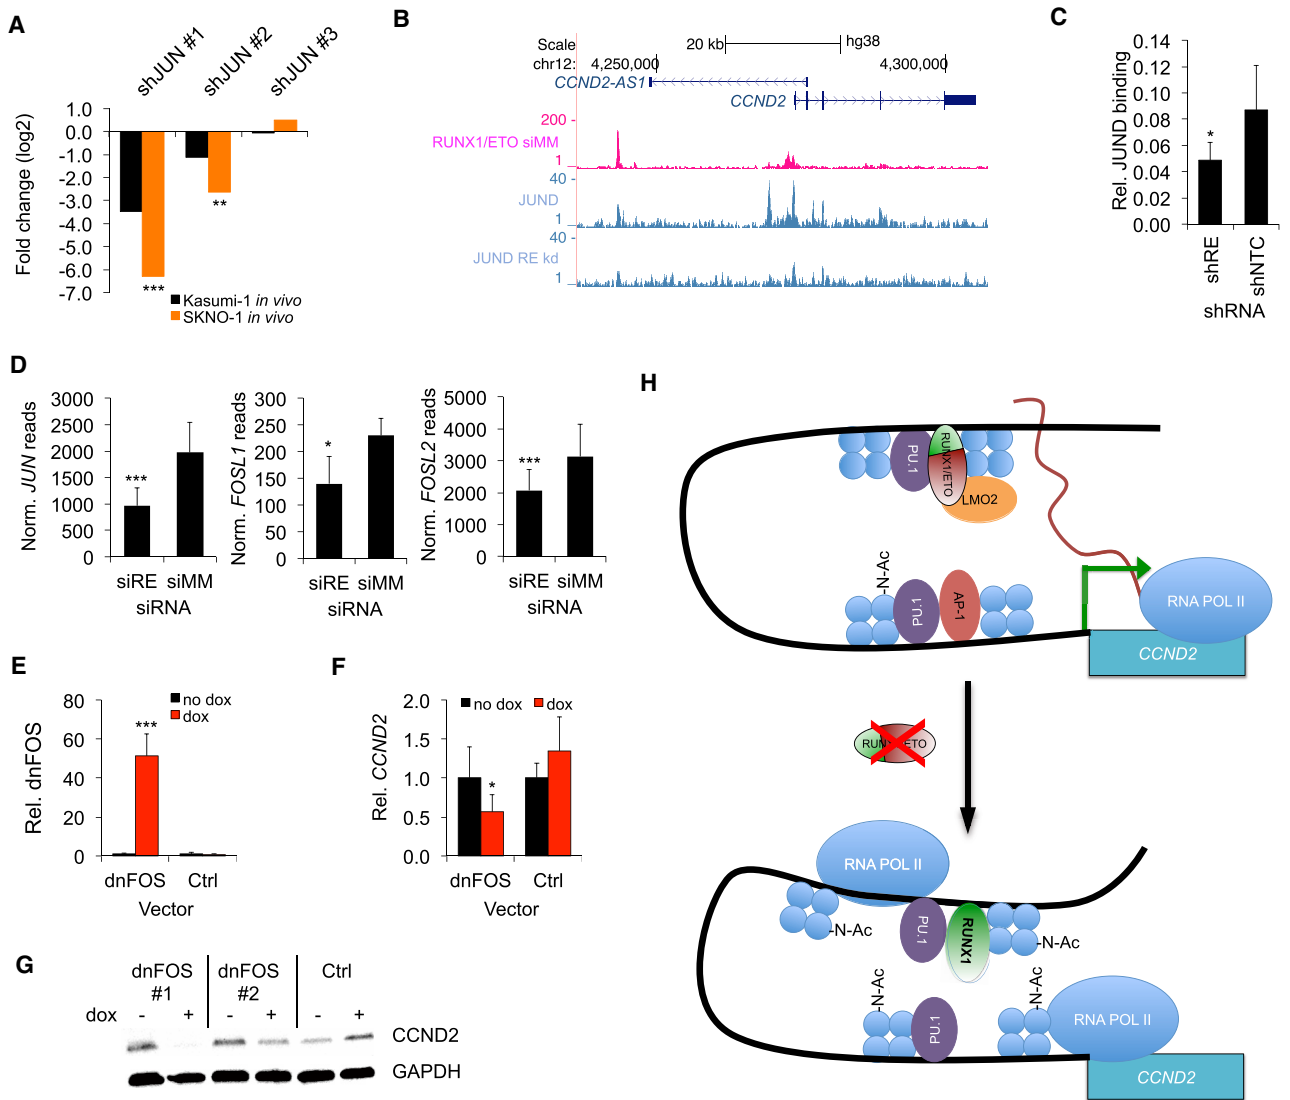 A
shJUN #1
shJUN #2
shJUN #3
Fold change (log2)
1.0
0.0
-1.0
-2.0
-3.0
-4.0
-5.0
-6.0
-7.0
***
**
Kasumi-1 in vivo
SKNO-1 in vivo
B
Scale
20 kb
hg38
chr12:
4,250,000
4,300,000
CCND2-AS1
CCND2
200 -
RUNX1/ETO siMM
1 _
40 -
JUND
1 _
40 -
JUND RE kd
1 _
C
Rel. JUND binding
0.14
0.12
0.10
0.08
0.06
0.04
0.02
0.00
*
shRE
shNTC
shRNA
D
Norm. JUN reads
3000
2500
2000
1500
1000
500
0
***
siRE siMM
siRNA
Norm. FOSL1 reads
300
250
200
150
100
50
0
*
siRE siMM
siRNA
Norm. FOSL2 reads
5000
4000
3000
2000
1000
0
***
siRE siMM
siRNA
E
Rel. dnFOS
80
60
40
20
0
no dox
dox
***
dnFOS Ctrl
Vector
F
Rel. CCND2
2.0
1.5
1.0
0.5
0.0
no dox dox
*
dnFOS Ctrl
Vector
G
dnFOS #1
dnFOS #2
Ctrl
dox - + - + - +
CCND2
GAPDH
H
PU.1
RUNX1/ETO
LMO2
-N-Ac
PU.1
AP-1
RNA POL II
CCND2
RUNX1/ETO
RNA POL II
-N-Ac
PU.1
RUNX1
-N-Ac
-N-Ac
PU.1
-N-Ac
RNA POL II
CCND2